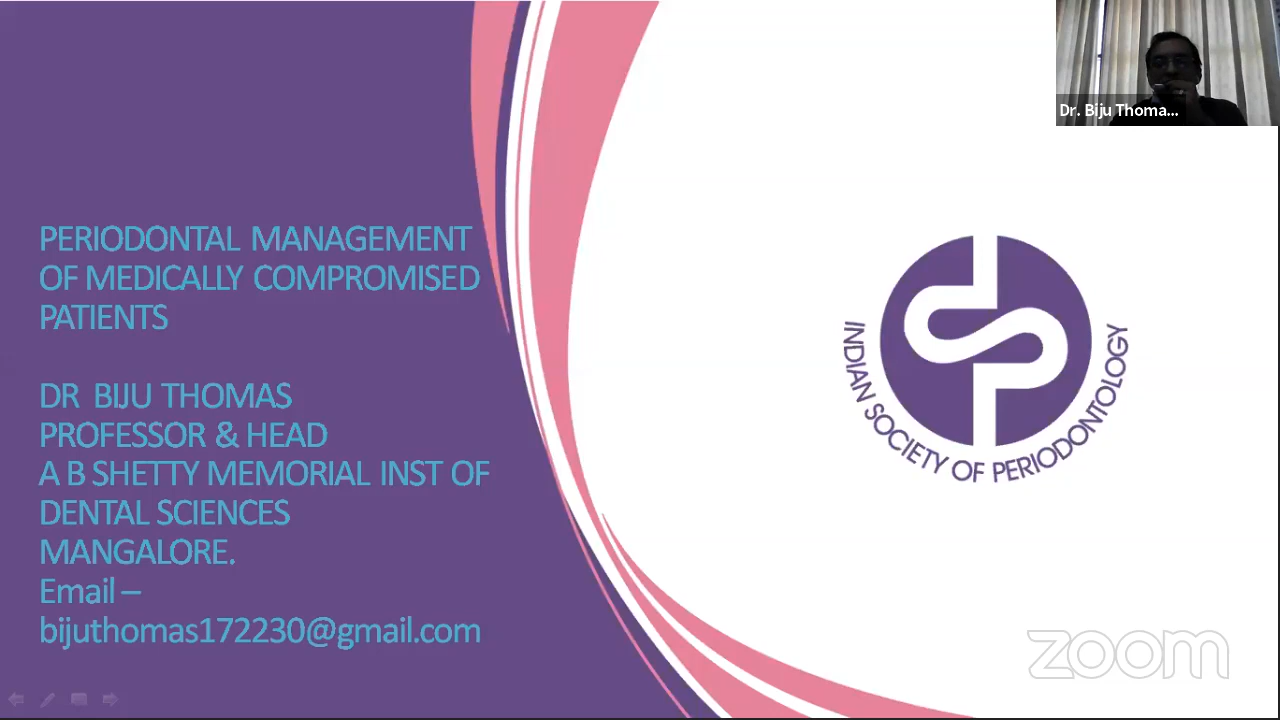 Dr. Biju Thoma...
PERIODONTAL MANAGEMENT
OF MEDICALLY COMPROMISED
PATIENTS
DR BIJU THOMAS
PROFESSOR & HEAD
A B SHETTY MEMORIAL INST OF
DENTAL SCIENCES
MANGALORE.
Email –
bijuthomas172230@gmail.com
INDIAN SOCIETY OF PERIODONTOLOGY
zoom